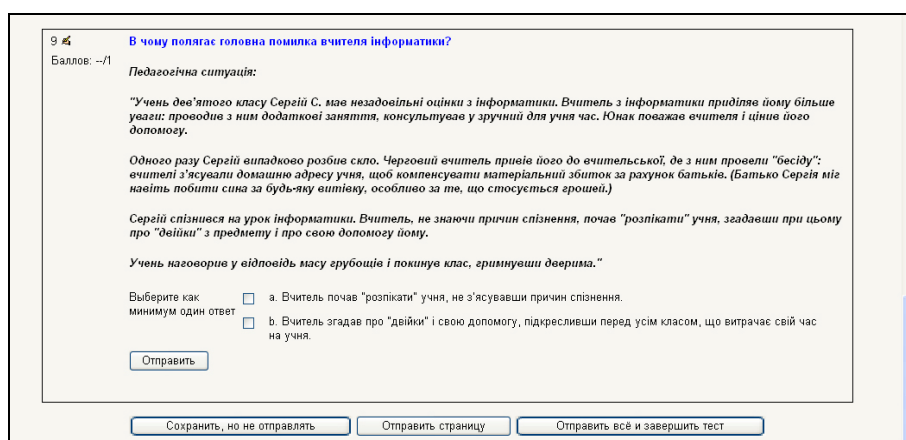 9
В чому полягає головна помилка вчителя інформатики?
Баллов: --/1
Педагогічна ситуація:
"Учень дев'ятого класу Сергій С. мав незадовільні оцінки з інформатики. Вчитель з інформатики приділяв йому більше
уваги: проводив з ним додаткові заняття, консультував у зручний для учня час. Юнак поважав вчителя і цінив його
допомогу.
Одного разу Сергій випадково розбив скло. Черговий вчитель привів його до вчительської, де з ним провели "бесіду":
вчителі з'ясували домашню адресу учня, щоб компенсувати матеріальний збиток за рахунок батьків. (Батько Сергія міг
навіть побити сина за будь-яку витівку, особливо за те, що стосується грошей.)
Сергій спізнився на урок інформатики. Вчитель, не знаючи причин спізнення, почав "розпікати" учня, згадавши при цьому
про "двійки" з предмету і про свою допомогу йому.
Учень наговорив у відповідь масу грубощів і покинув клас, гримнувши дверима."
Выберите как
минимум один ответ
a. Вчитель почав "розпікати" учня, не з'ясувавши причин спізнення.
b. Вчитель згадав про "двійки" і свою допомогу, підкресливши перед усім класом, що витрачає свій час
на учня.
Отправить
Сохранить, но не отправлять
Отправить страницу
Отправить всё и завершить тест